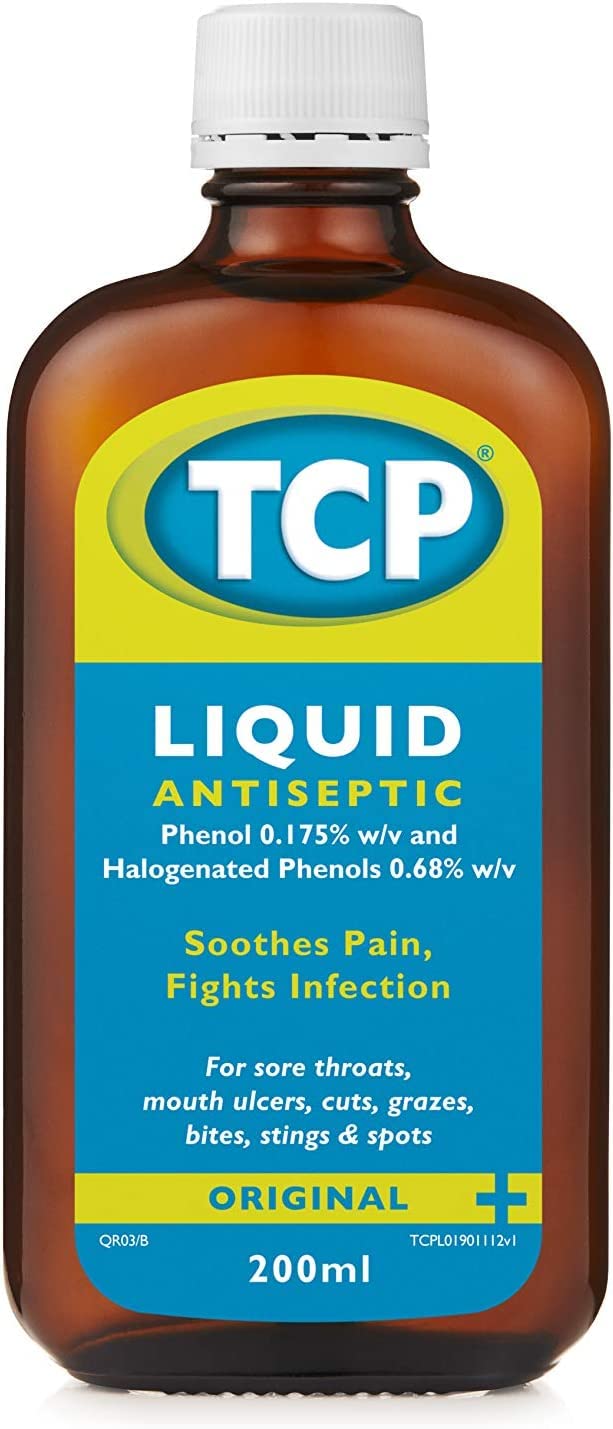 TCP®
LIQUID
ANTISEPTIC
Phenol 0.175% w/v and
Halogenated Phenols 0.68% w/v
Soothes Pain,
Fights Infection
For sore throats,
mouth ulcers, cuts, grazes,
bites, stings & spots
ORIGINAL
QR03/B
TCPL01901112v1
200ml